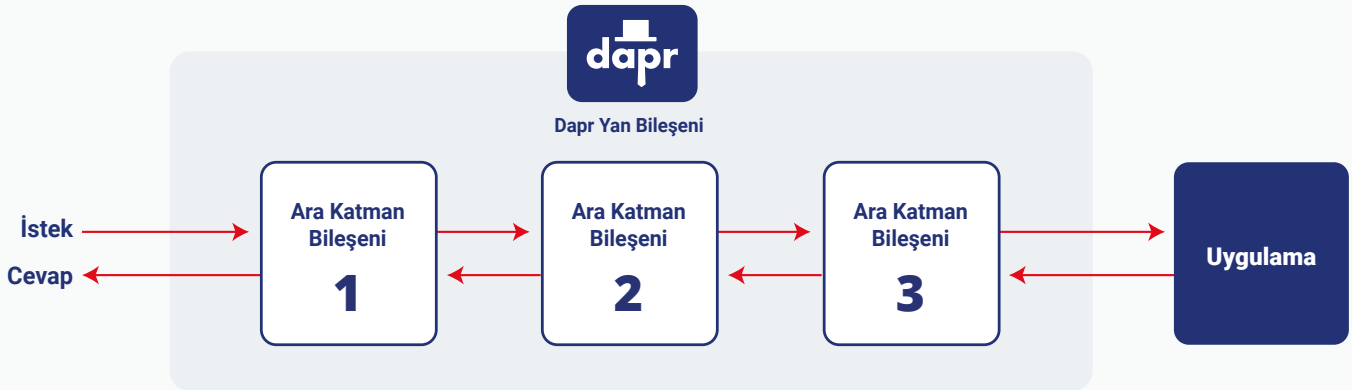 dapr
Dapr Yan Bileşeni
Ara Katman
Bileşeni
1
Ara Katman
Bileşeni
2
Ara Katman
Bileşeni
3
İstek
Cevap
Uygulama